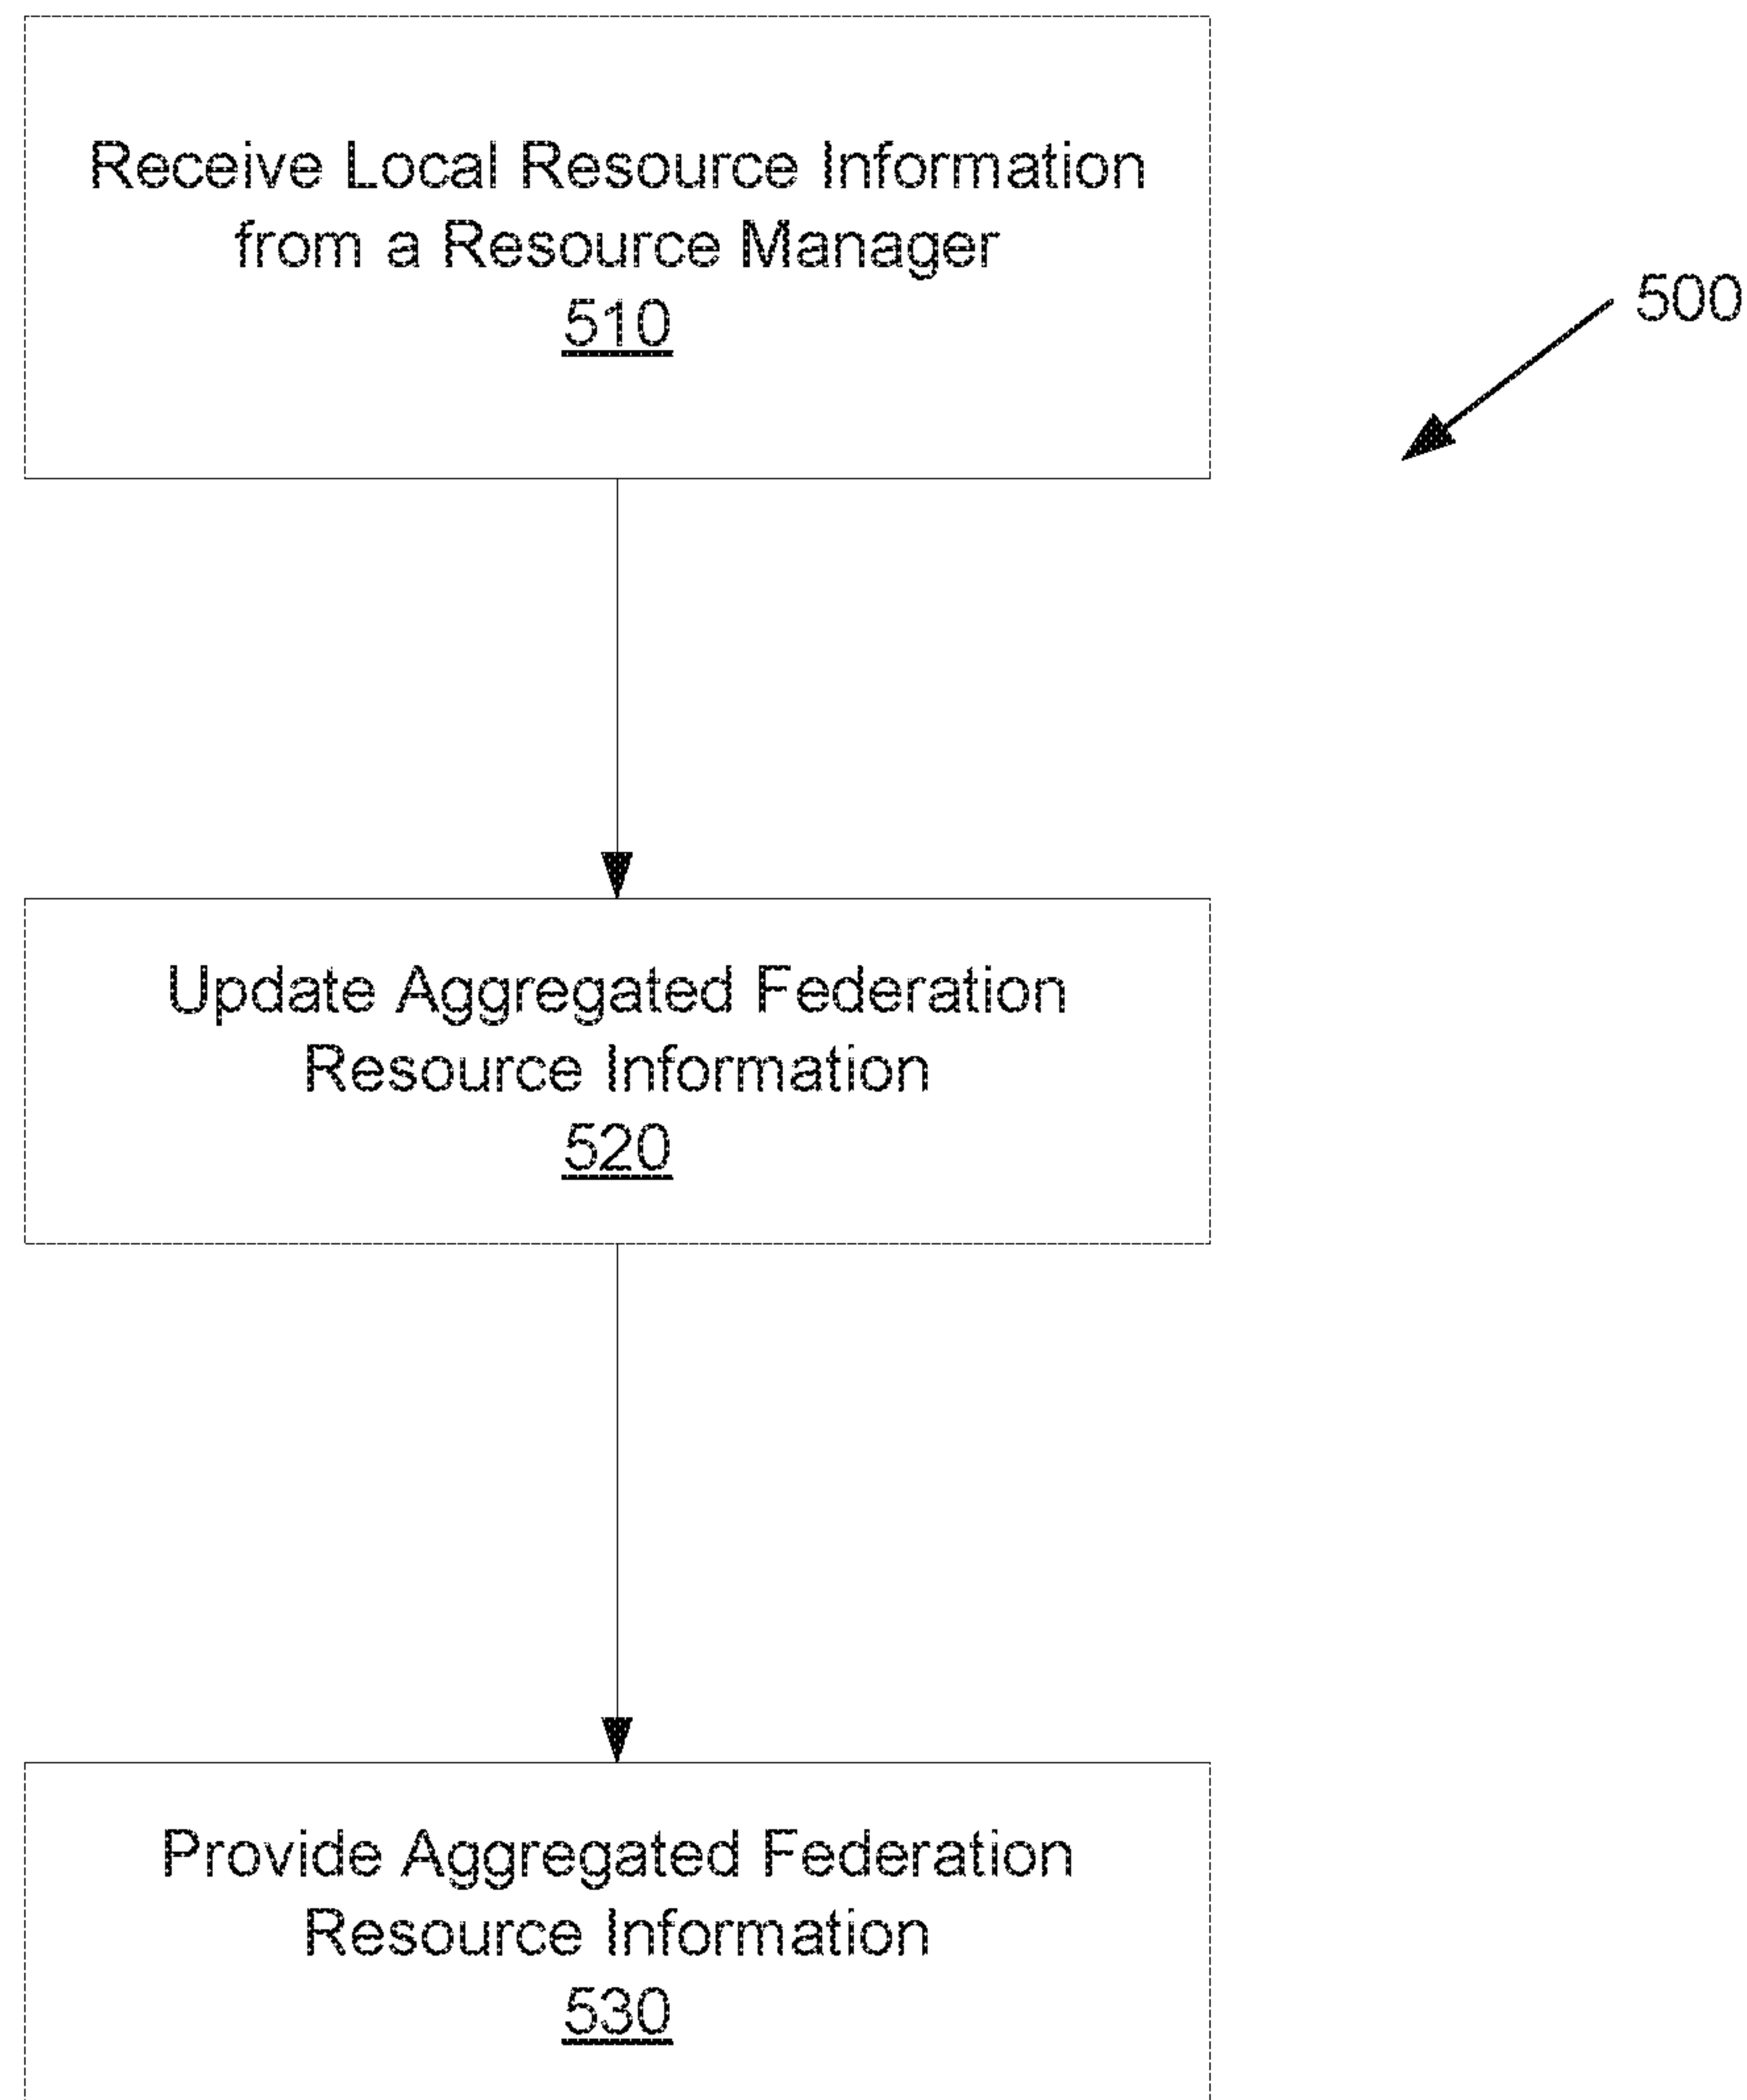 Receive Local Resource Information
from a Resource Manager
510
500
Update Aggregated Federation
Resource Information
520
Provide Aggregated Federation
Resource Information
530